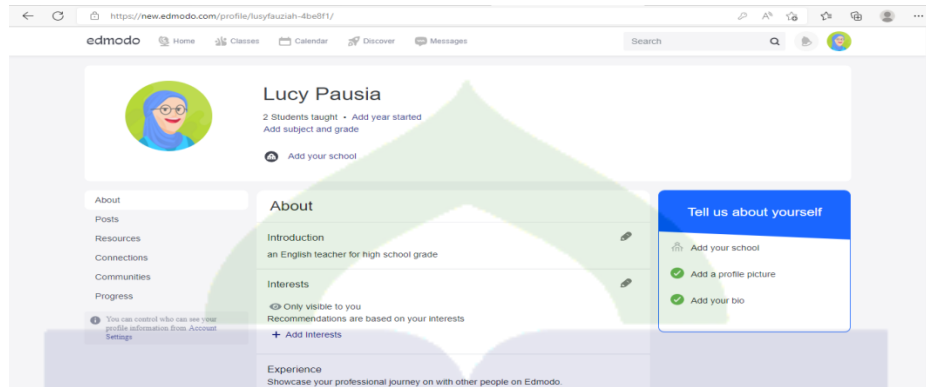 https://new.edmodo.com/profile/lusyfauziah-4be8f1/
edmodo Home Classes Calendar Discover Messages Search
Lucy Pausia
2 Students taught • Add year started
Add subject and grade
Add your school
About
Posts
Resources
Connections
Communities
Progress
You can control who can see your
profile information from Account
Settings
About
Introduction
an English teacher for high school grade
Interests
Only visible to you
Recommendations are based on your interests
+ Add Interests
Experience
Showcase your professional journey on with other people on Edmodo.
Tell us about yourself
Add your school
Add a profile picture
Add your bio